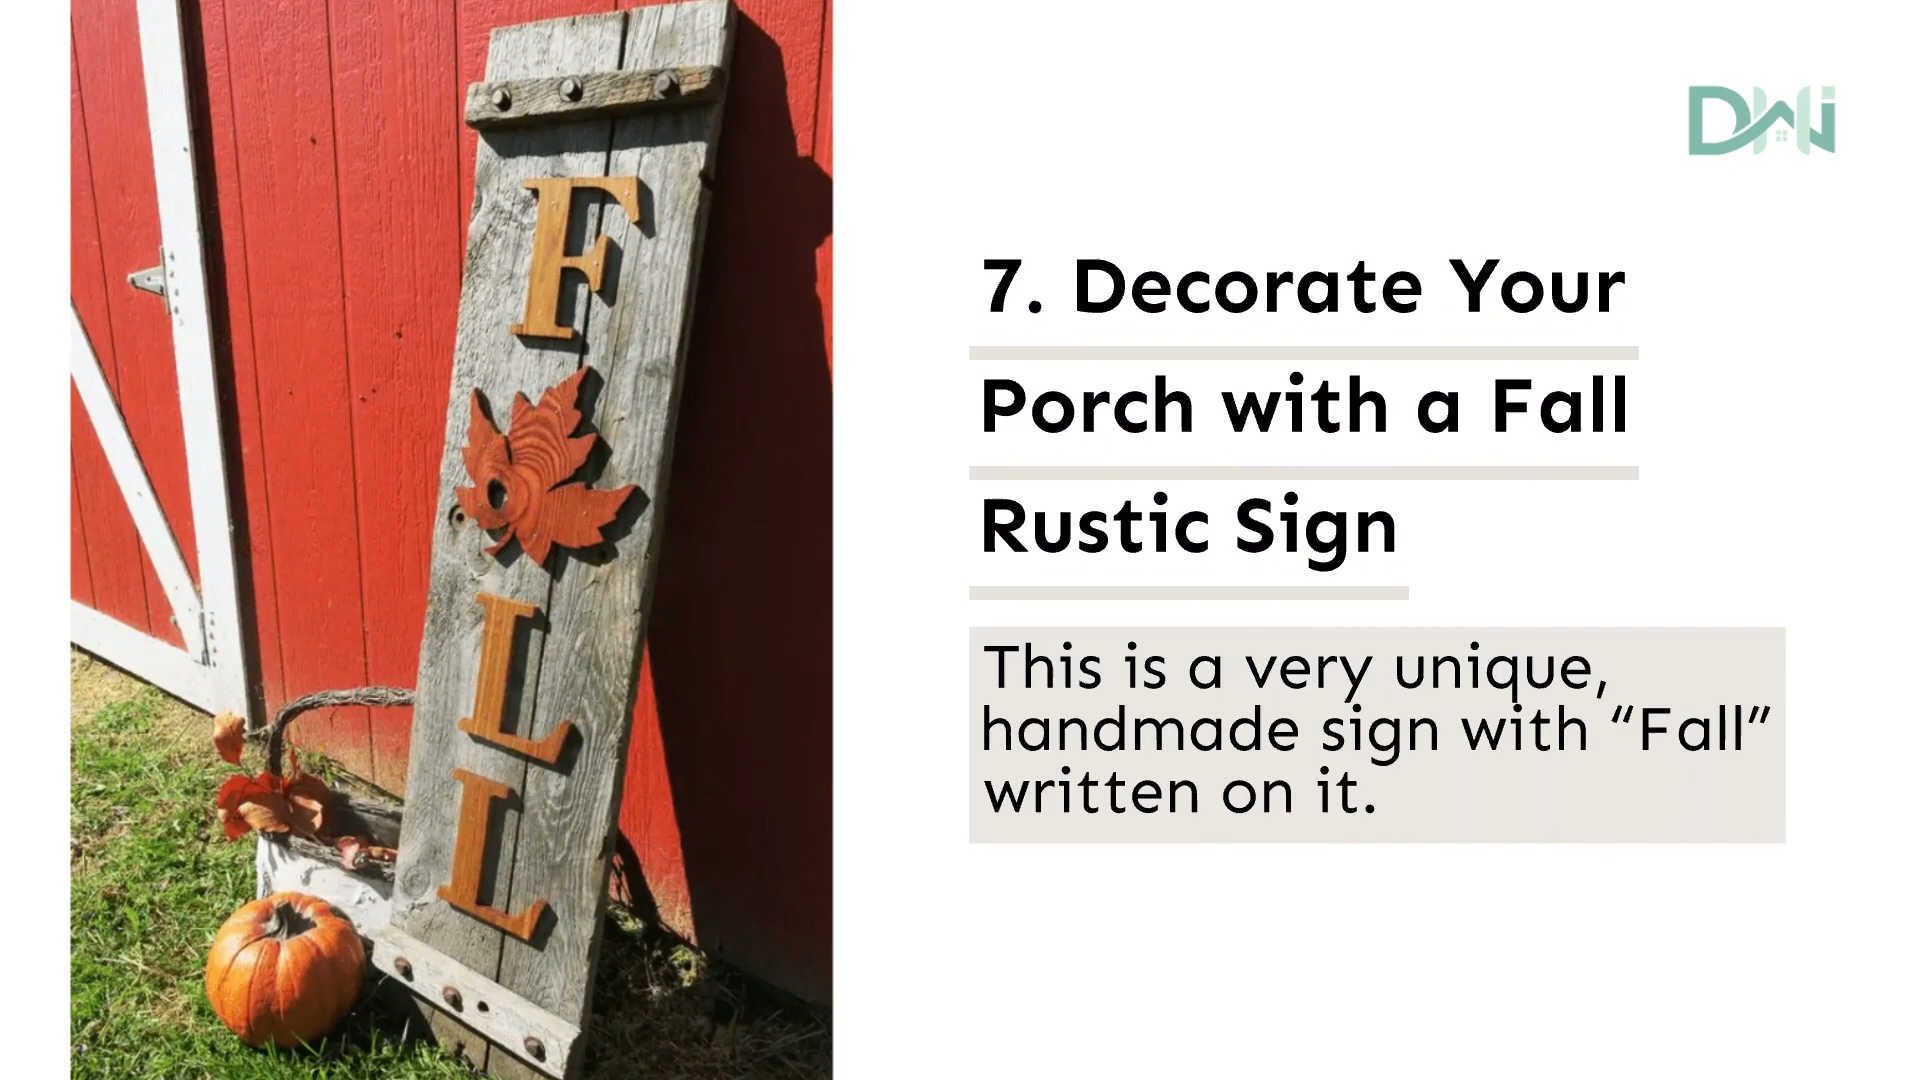 F
L
L
DHWi
7. Decorate Your
Porch with a Fall
Rustic Sign
This is a very unique,
handmade sign with “Fall”
written on it.